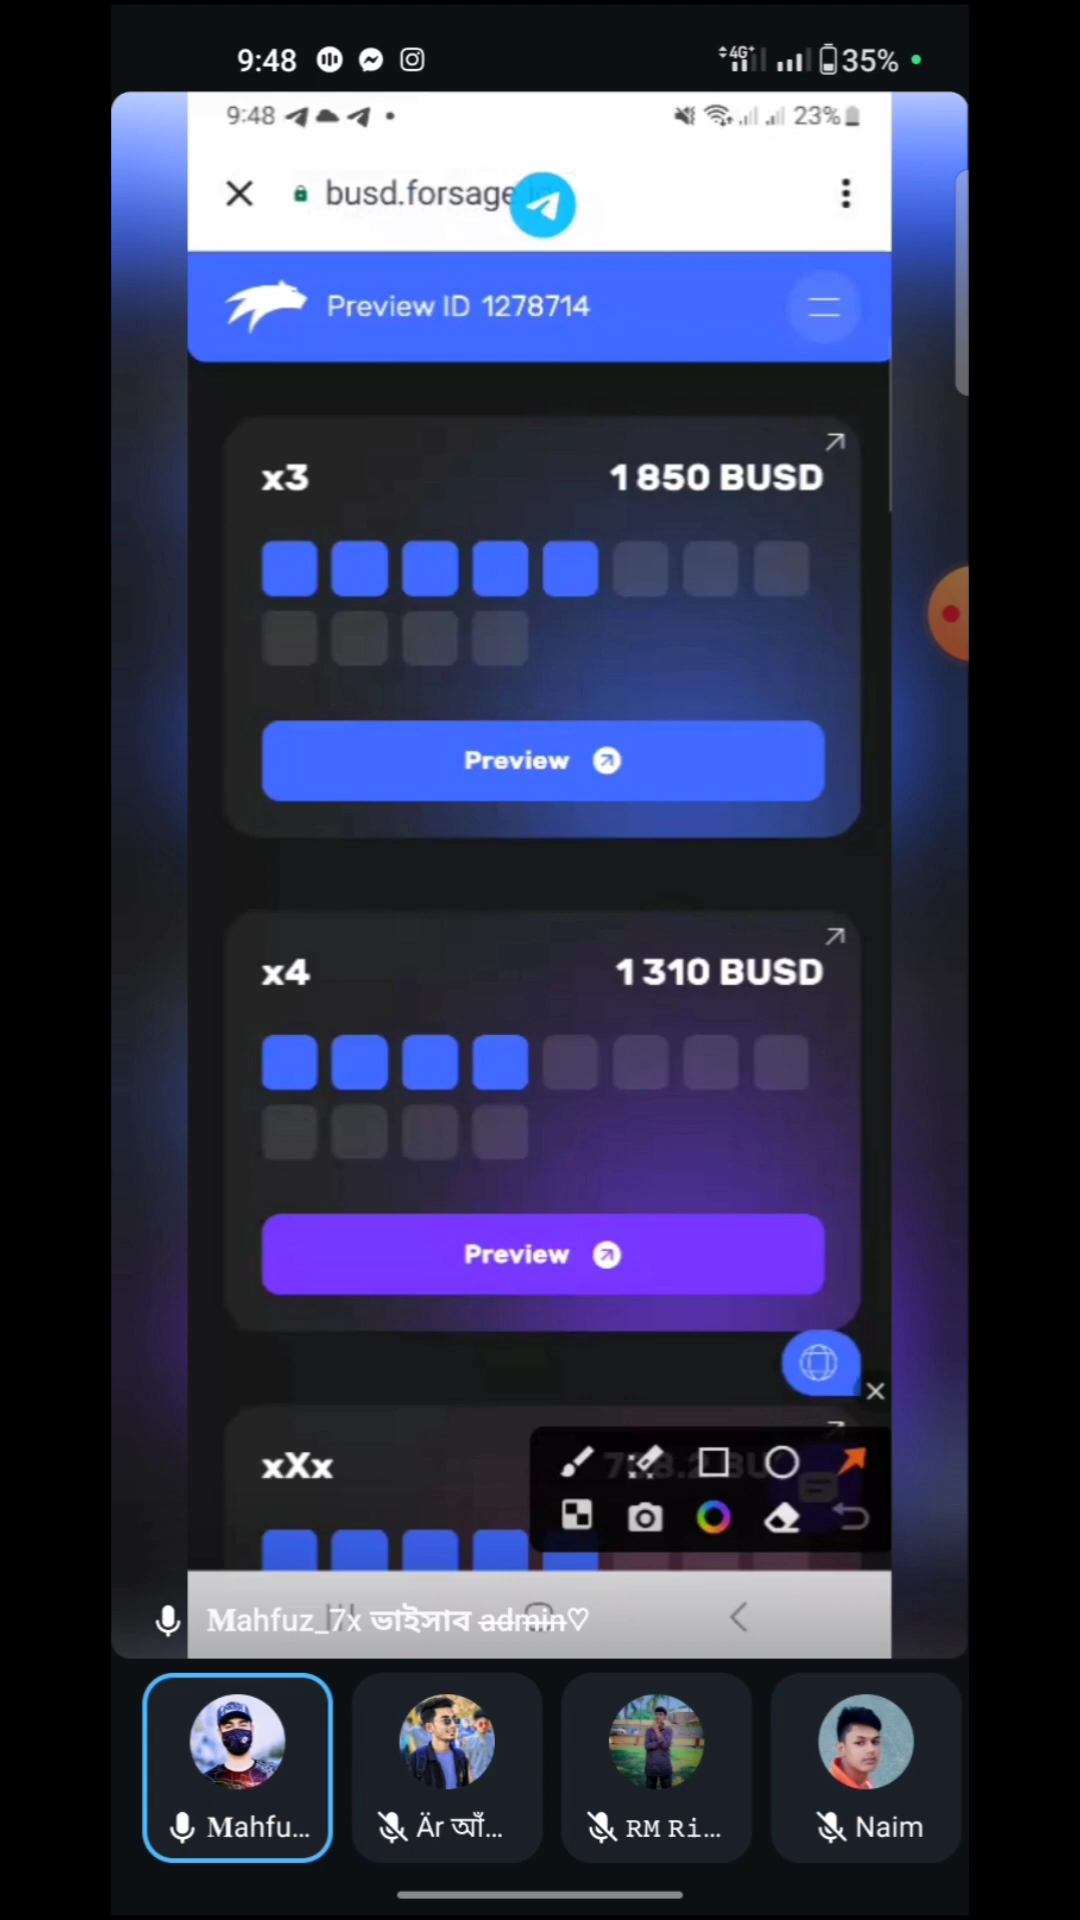 9:48
4G+ 35%
9:48
23%
busd.forsage
Preview ID 1278714
x3
1 850 BUSD
Preview
x4
1 310 BUSD
Preview
xXx
Mahfuz_7x ভাইসাব admin♡
Mahfu...
Är আঁ...
RM Ri...
Naim